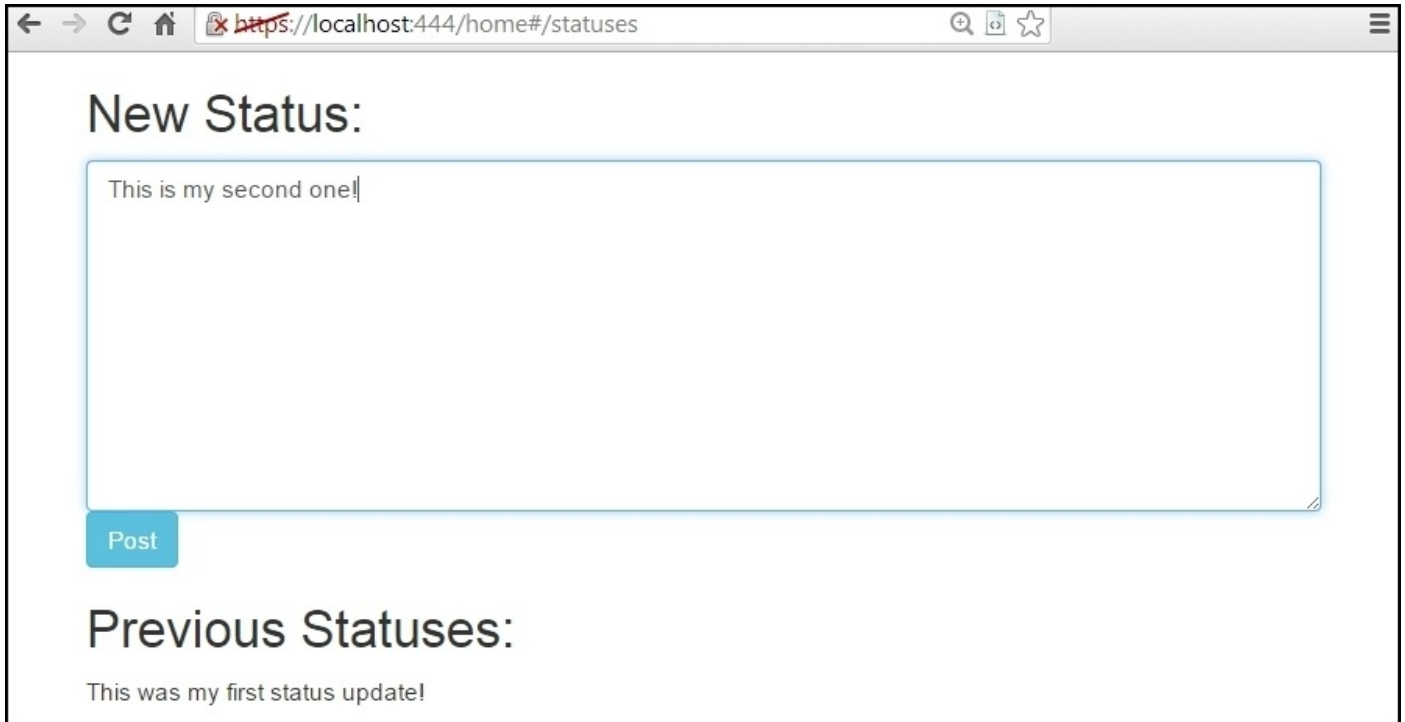 https://localhost:444/home#/statuses
New Status:
This is my second one!
Post
Previous Statuses:
This was my first status update!